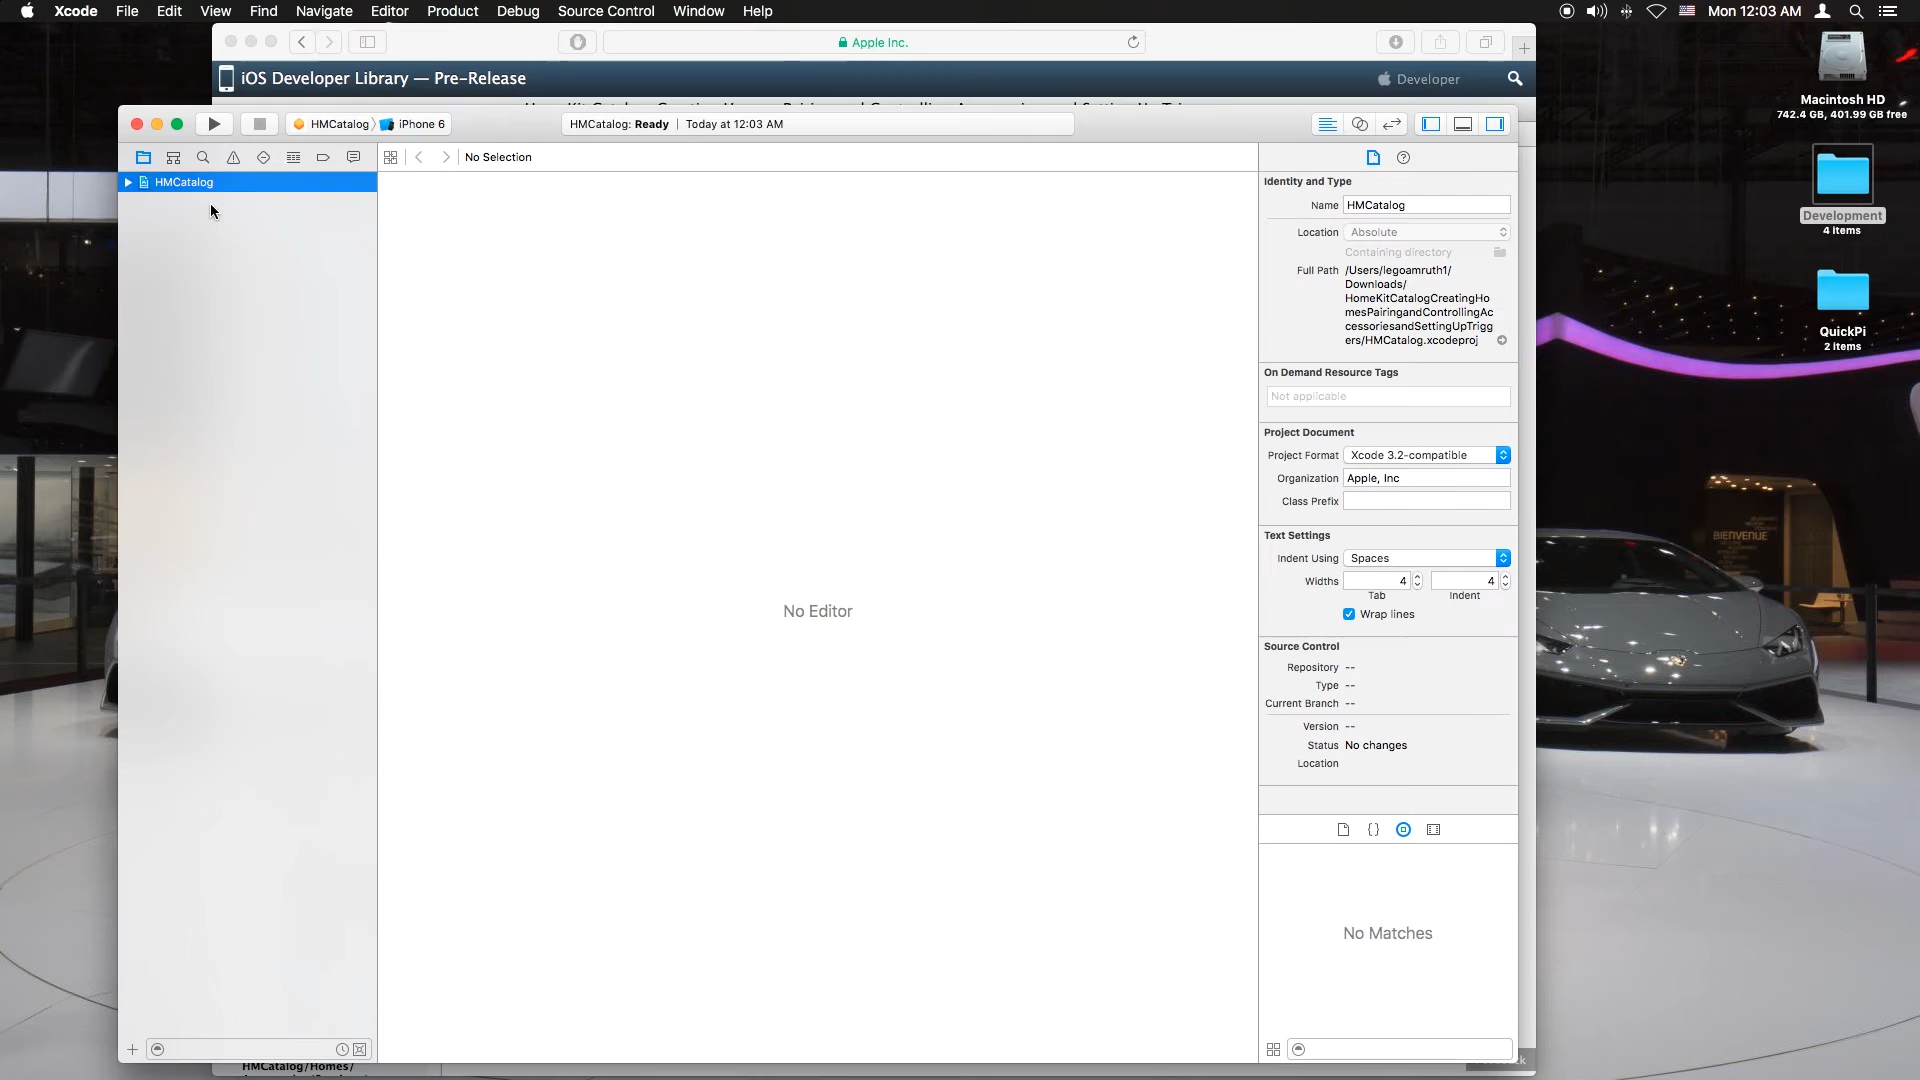 Xcode File Edit View Find Navigate Editor Product Debug Source Control Window Help Mon 12:03 AM
Apple Inc.
iOS Developer Library — Pre-Release Developer
HMCatalog iPhone 6 HMCatalog: Ready | Today at 12:03 AM
No Selection
HMCatalog
No Editor
Identity and Type
Name HMCatalog
Location Absolute
Containing directory
Full Path /Users/legoamruth1/
Downloads/
HomeKitCatalogCreatingHo
mesPairingandControllingAc
cessoriesandSettingUpTrigg
ers/HMCatalog.xcodeproj
On Demand Resource Tags
Not applicable
Project Document
Project Format Xcode 3.2-compatible
Organization Apple, Inc
Class Prefix
Text Settings
Indent Using Spaces
Widths 4 4
Tab Indent
Wrap lines
Source Control
Repository --
Type --
Current Branch --
Version --
Status No changes
Location
No Matches
HMCatalog/Homes/
Macintosh HD
742.4 GB, 401.99 GB free
Development
4 items
QuickPi
2 items
BIENVENUE